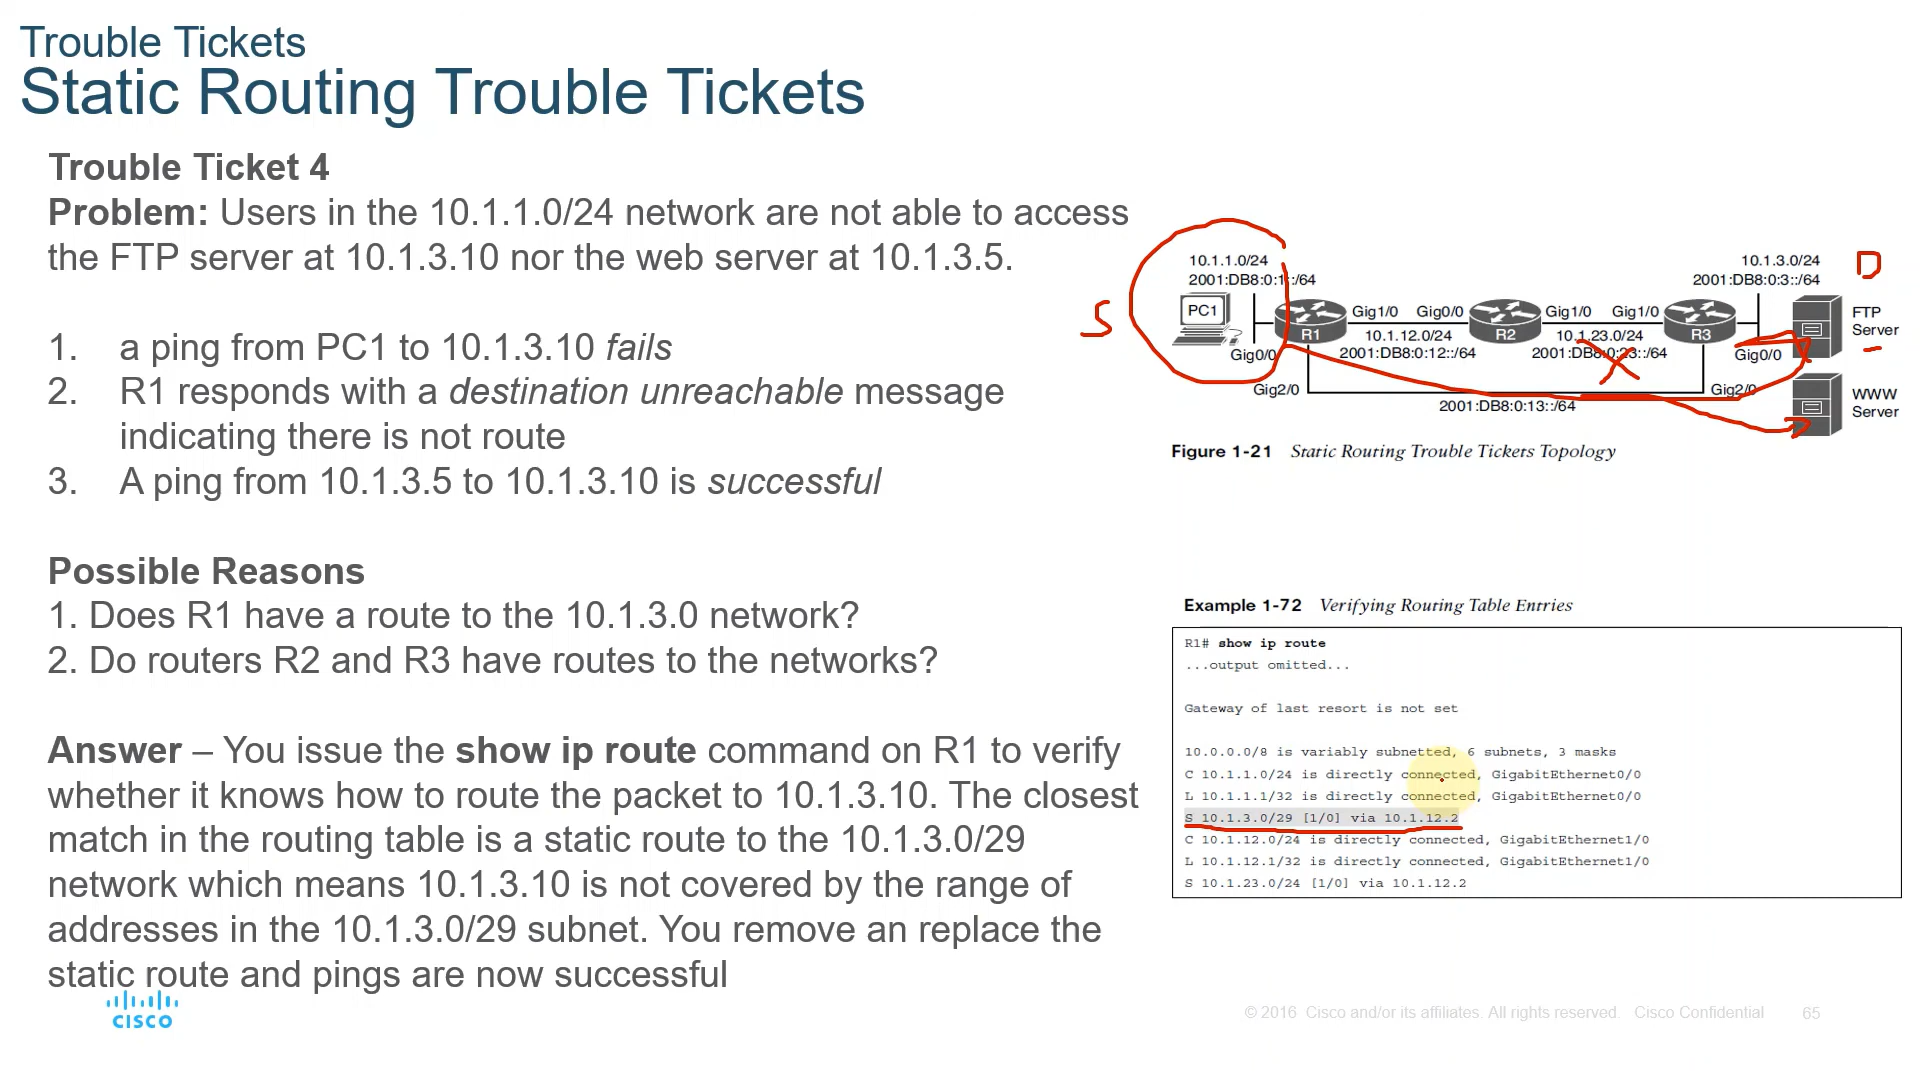 Trouble Tickets
Static Routing Trouble Tickets
Trouble Ticket 4
Problem: Users in the 10.1.1.0/24 network are not able to access
the FTP server at 10.1.3.10 nor the web server at 10.1.3.5.
1. a ping from PC1 to 10.1.3.10 fails
2. R1 responds with a destination unreachable message
indicating there is not route
3. A ping from 10.1.3.5 to 10.1.3.10 is successful
Possible Reasons
1. Does R1 have a route to the 10.1.3.0 network?
2. Do routers R2 and R3 have routes to the networks?
Answer – You issue the show ip route command on R1 to verify
whether it knows how to route the packet to 10.1.3.10. The closest
match in the routing table is a static route to the 10.1.3.0/29
network which means 10.1.3.10 is not covered by the range of
addresses in the 10.1.3.0/29 subnet. You remove an replace the
static route and pings are now successful
10.1.1.0/24
2001:DB8:0:1::/64
10.1.3.0/24
2001:DB8:0:3::/64
D
S
PC1
R1
Gig1/0
Gig0/0
R2
Gig1/0
Gig1/0
R3
FTP
Server
10.1.12.0/24
2001:DB8:0:12::/64
10.1.23.0/24
2001:DB8:0:23::/64
Gig0/0
Gig0/0
Gig2/0
Gig2/0
2001:DB8:0:13::/64
WWW
Server
Figure 1-21 Static Routing Trouble Tickets Topology
Example 1-72 Verifying Routing Table Entries
R1# show ip route
...output omitted...
Gateway of last resort is not set
10.0.0.0/8 is variably subnetted, 6 subnets, 3 masks
C 10.1.1.0/24 is directly connected, GigabitEthernet0/0
L 10.1.1.1/32 is directly connected, GigabitEthernet0/0
S 10.1.3.0/29 [1/0] via 10.1.12.2
C 10.1.12.0/24 is directly connected, GigabitEthernet1/0
L 10.1.12.1/32 is directly connected, GigabitEthernet1/0
S 10.1.23.0/24 [1/0] via 10.1.12.2
CISCO
© 2016 Cisco and/or its affiliates. All rights reserved. Cisco Confidential 65